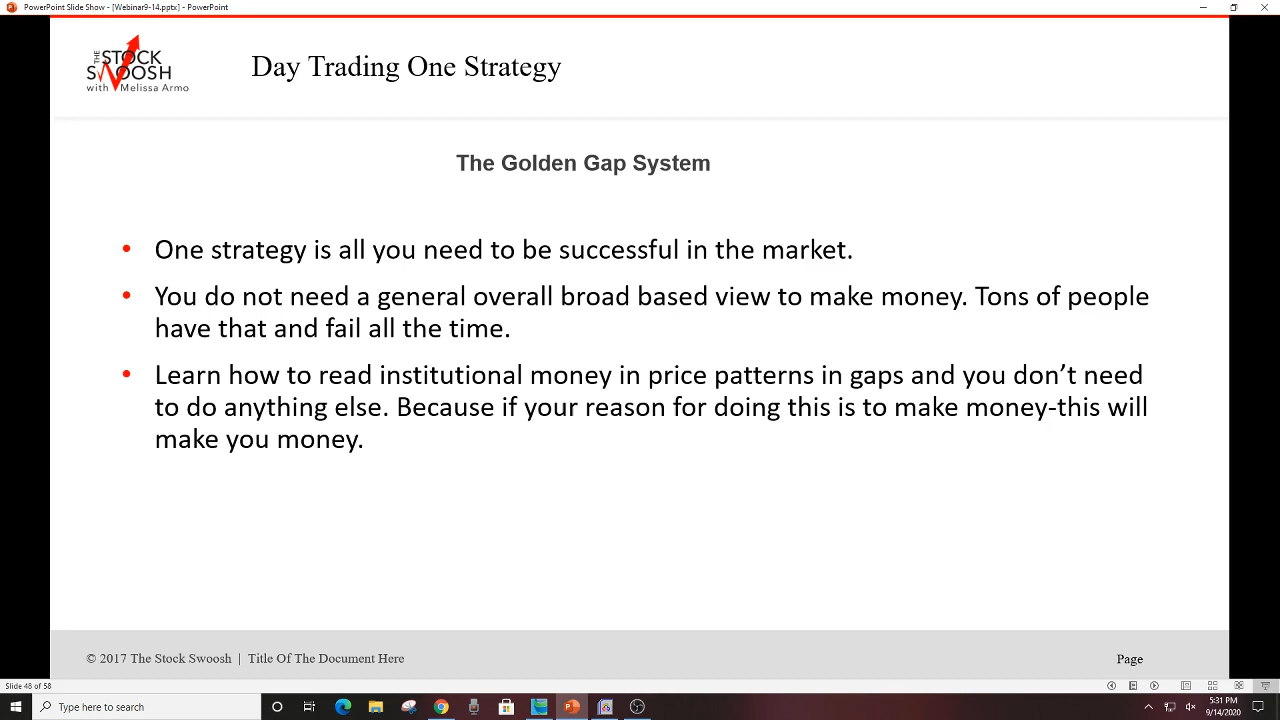 PowerPoint Slide Show - [Webinar9-14.pptx] - PowerPoint
THE
STOCK
SWOOSH
with Melissa Armo
Day Trading One Strategy
The Golden Gap System
• One strategy is all you need to be successful in the market.
• You do not need a general overall broad based view to make money. Tons of people
have that and fail all the time.
• Learn how to read institutional money in price patterns in gaps and you don’t need
to do anything else. Because if your reason for doing this is to make money-this will
make you money.
© 2017 The Stock Swoosh | Title Of The Document Here
Page
Slide 48 of 58
Type here to search
5:31 PM
9/14/2020